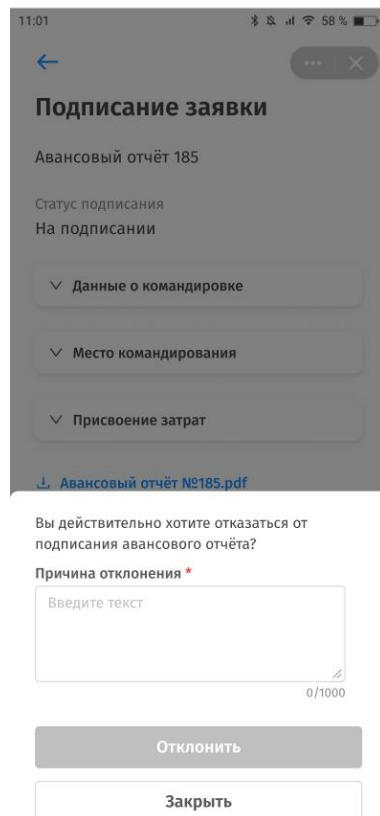 11:01
58 %
Подписание заявки
Авансовый отчёт 185
Статус подписания
На подписании
Данные о командировке
Место командирования
Присвоение затрат
Авансовый отчёт №185.pdf
Вы действительно хотите отказаться от
подписания авансового отчёта?
Причина отклонения *
Введите текст
0/1000
Отклонить
Закрыть